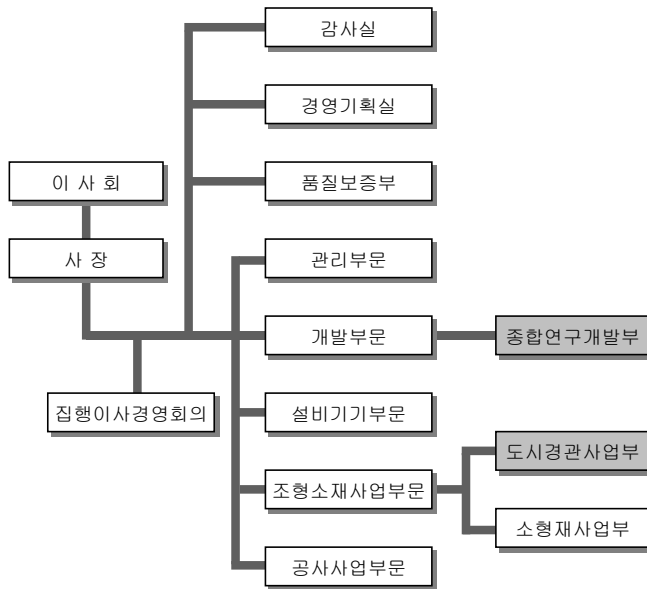 감사실
경영기획실
품질보증부
이 사 회
사 장
관리부문
개발부문
종합연구개발부
집행이사경영회의
설비기기부문
도시경관사업부
조형소재사업부문
소형재사업부
공사사업부문